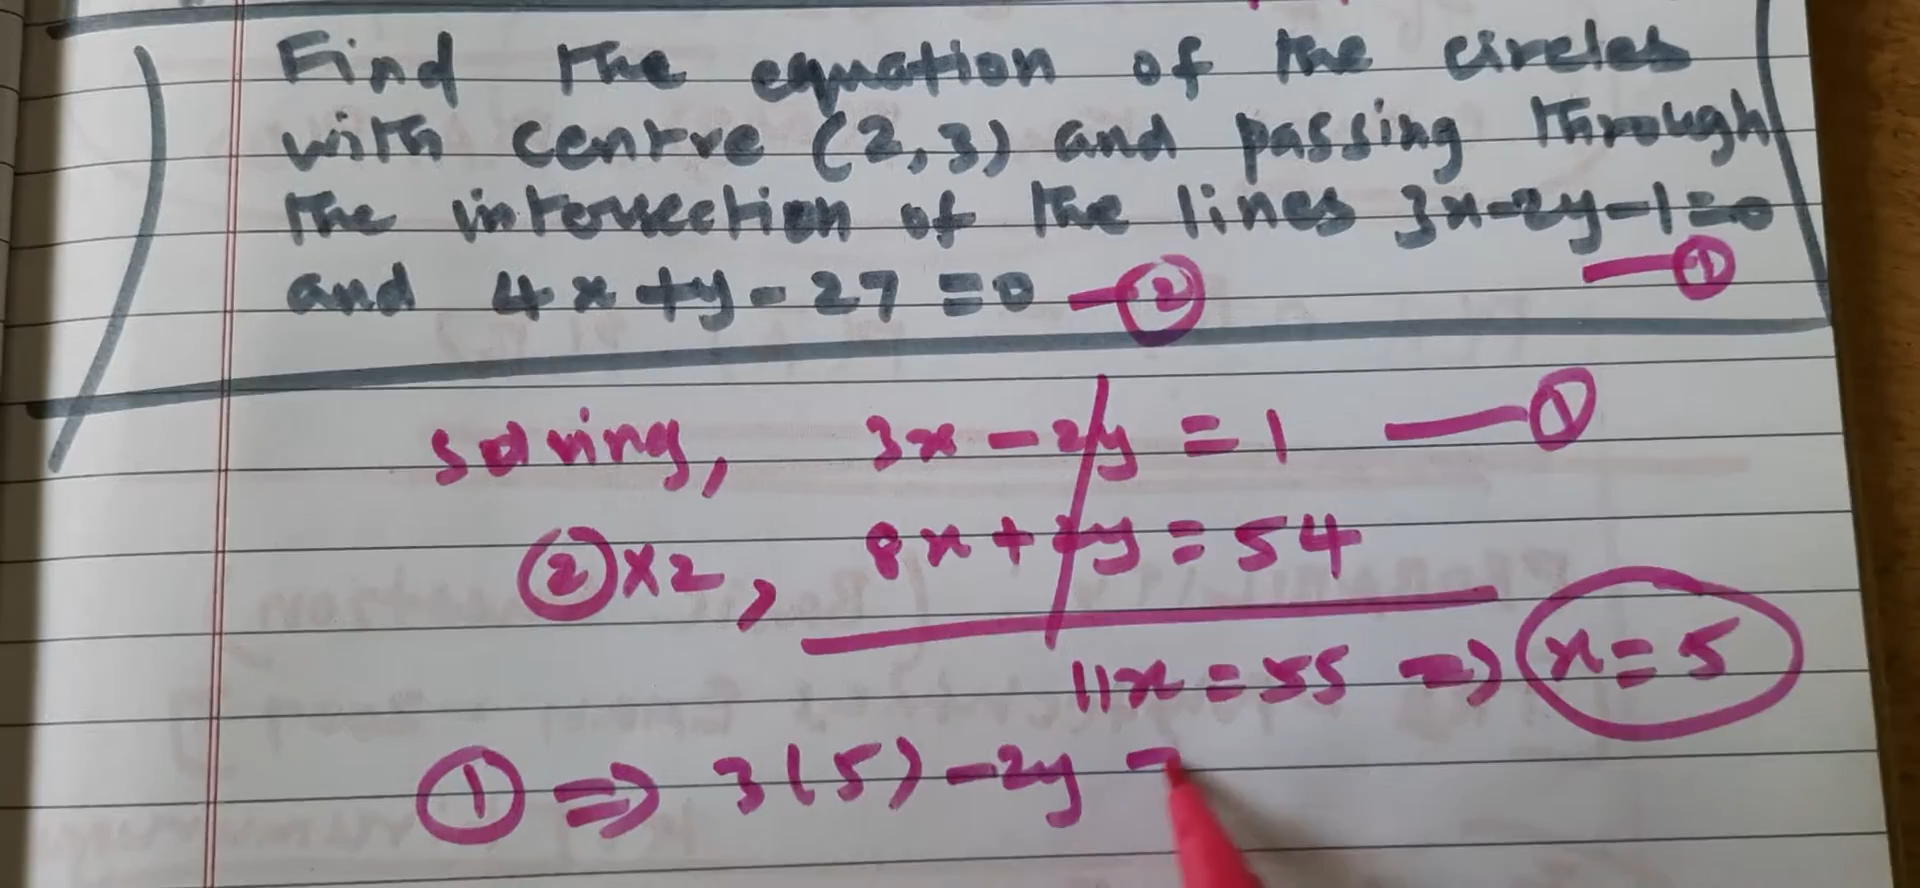 Find the equation of the circles
with centre (2,3) and passing through
the intersection of the lines 3x-2y-1=0
and 4x+y-27=0 —② —①
solving, 3x-2y=1 —①
②x2, 8x+2y=54
11x=55 ⇒ x=5
① ⇒ 3(5)-2y =